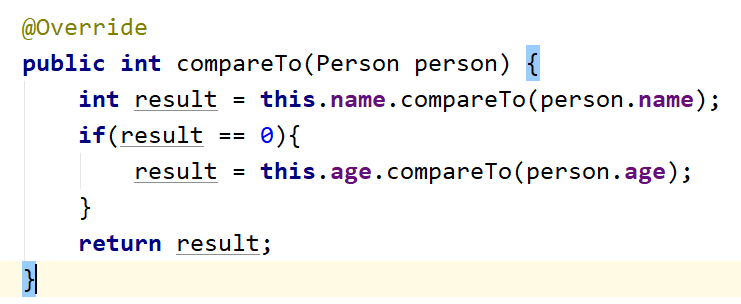 @Override
public int compareTo(Person person) {
    int result = this.name.compareTo(person.name);
    if(result == 0){
        result = this.age.compareTo(person.age);
    }
    return result;
}